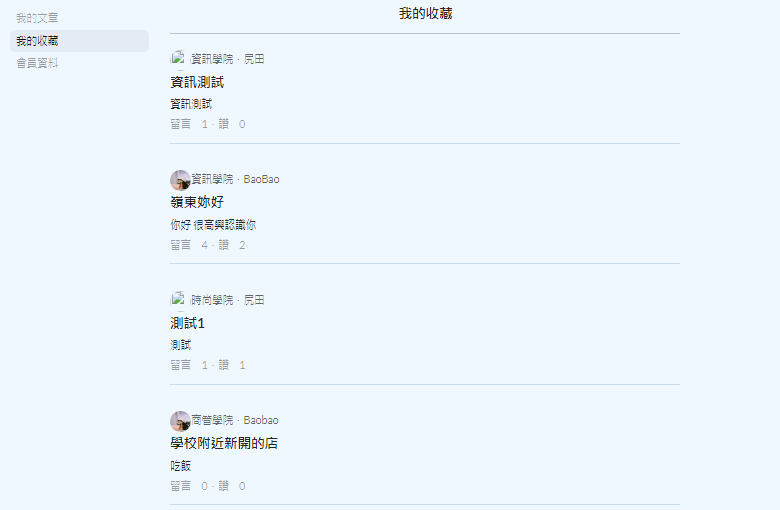 我的文章
我的收藏
會員資料
我的收藏
資訊學院 · 尻田
資訊測試
資訊測試
留言 1 · 讚 0
資訊學院 · BaoBao
嶺東妳好
你好 很高興認識你
留言 4 · 讚 2
時尚學院 · 尻田
測試1
測試
留言 1 · 讚 1
商管學院 · Baobao
學校附近新開的店
吃飯
留言 0 · 讚 0